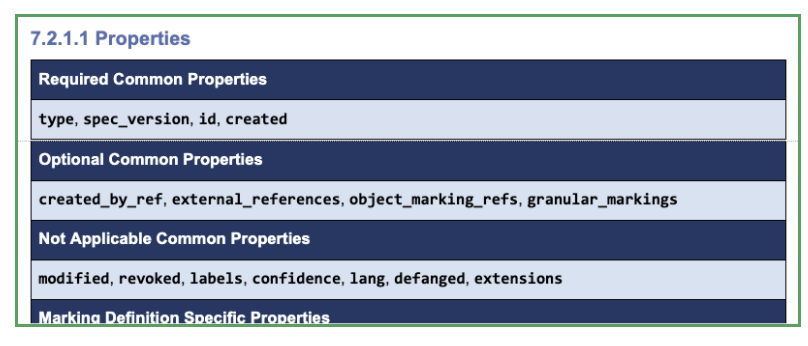 7.2.1.1 Properties
Required Common Properties
type, spec_version, id, created
Optional Common Properties
created_by_ref, external_references, object_marking_refs, granular_markings
Not Applicable Common Properties
modified, revoked, labels, confidence, lang, defanged, extensions
Marking Definition Specific Properties